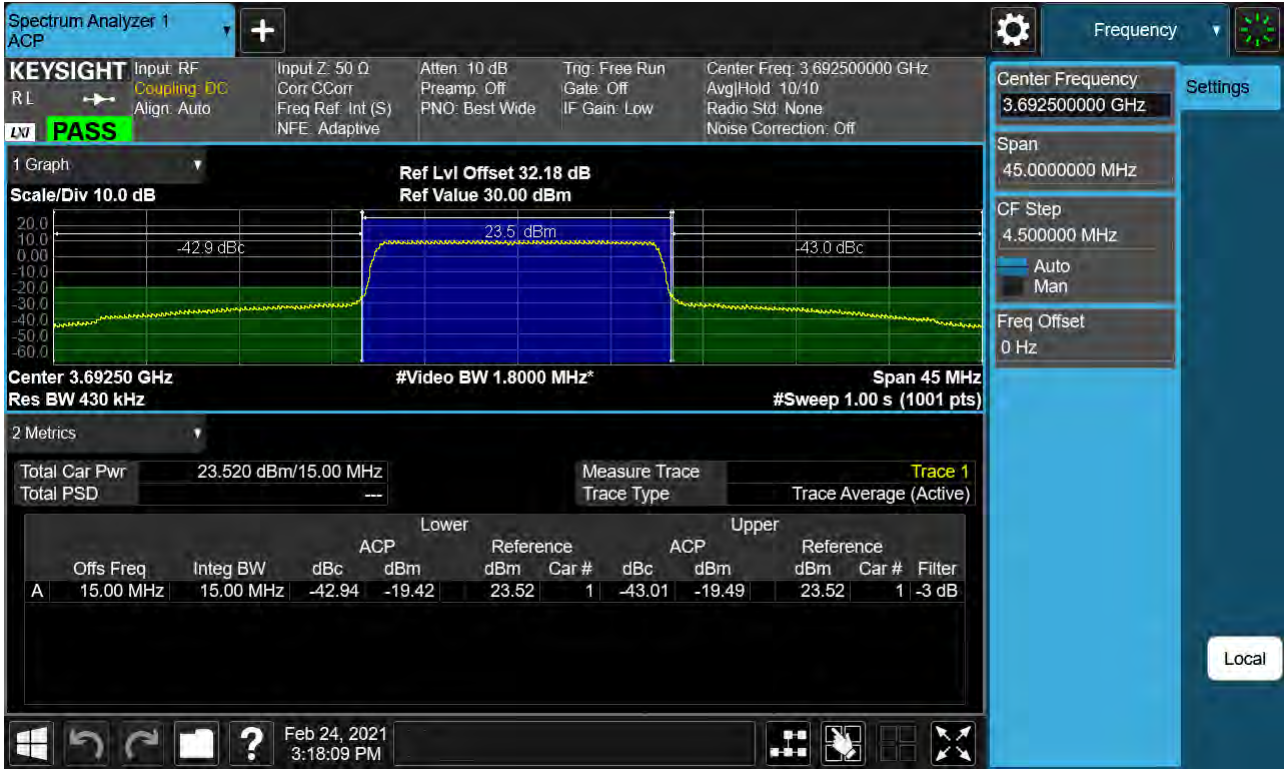 Spectrum Analyzer 1
ACP
Frequency
KEYSIGHT Input: RF Input Z: 50 Ω Atten: 10 dB Trig: Free Run Center Freq: 3.692500000 GHz
Coupling: DC Corr CCorr Preamp: Off Gate: Off Avg|Hold: 10/10
RL Align: Auto Freq Ref: Int (S) PNO: Best Wide IF Gain: Low Radio Std: None
LXI PASS NFE: Adaptive Noise Correction: Off
Center Frequency
3.692500000 GHz
Settings
Span
45.0000000 MHz
CF Step
4.500000 MHz
Auto
Man
Freq Offset
0 Hz
Local
1 Graph
Ref Lvl Offset 32.18 dB
Scale/Div 10.0 dB Ref Value 30.00 dBm
20.0
10.0
0.00
-10.0
-20.0
-30.0
-40.0
-50.0
-60.0
-42.9 dBc 23.5 dBm -43.0 dBc
Center 3.69250 GHz #Video BW 1.8000 MHz* Span 45 MHz
Res BW 430 kHz #Sweep 1.00 s (1001 pts)
2 Metrics
Total Car Pwr 23.520 dBm/15.00 MHz Measure Trace Trace 1
Total PSD --- Trace Type Trace Average (Active)
Lower Upper
ACP Reference ACP Reference
Offs Freq Integ BW dBc dBm dBm Car # dBc dBm dBm Car # Filter
A 15.00 MHz 15.00 MHz -42.94 -19.42 23.52 1 -43.01 -19.49 23.52 1 -3 dB
? Feb 24, 2021
3:18:09 PM